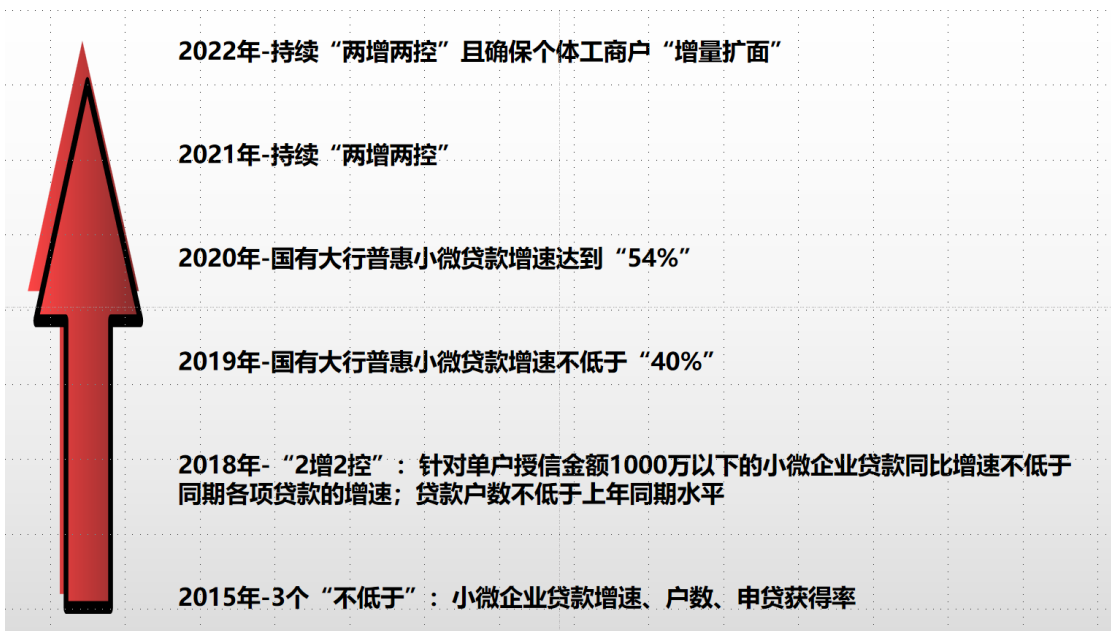 2022年-持续“两增两控”且确保个体工商户“增量扩面”
2021年-持续“两增两控”
2020年-国有大行普惠小微贷款增速达到“54%”
2019年-国有大行普惠小微贷款增速不低于“40%”
2018年-“2增2控”：针对单户授信金额1000万以下的小微企业贷款同比增速不低于
同期各项贷款的增速；贷款户数不低于上年同期水平
2015年-3个“不低于”：小微企业贷款增速、户数、申贷获得率